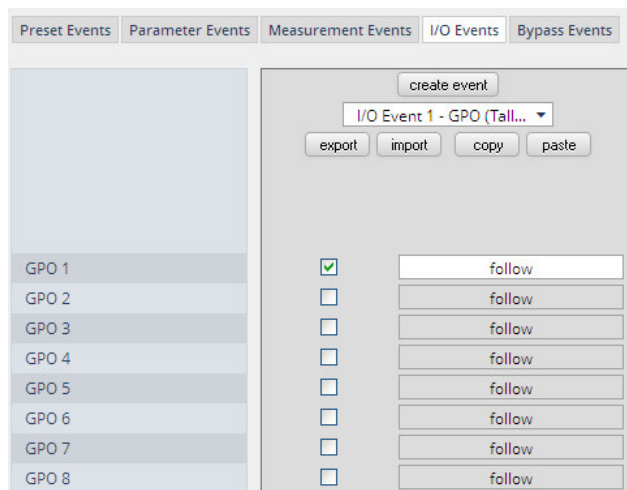 Preset Events Parameter Events Measurement Events I/O Events Bypass Events
create event
I/O Event 1 - GPO (Tall...
export import copy paste
GPO 1 follow
GPO 2 follow
GPO 3 follow
GPO 4 follow
GPO 5 follow
GPO 6 follow
GPO 7 follow
GPO 8 follow